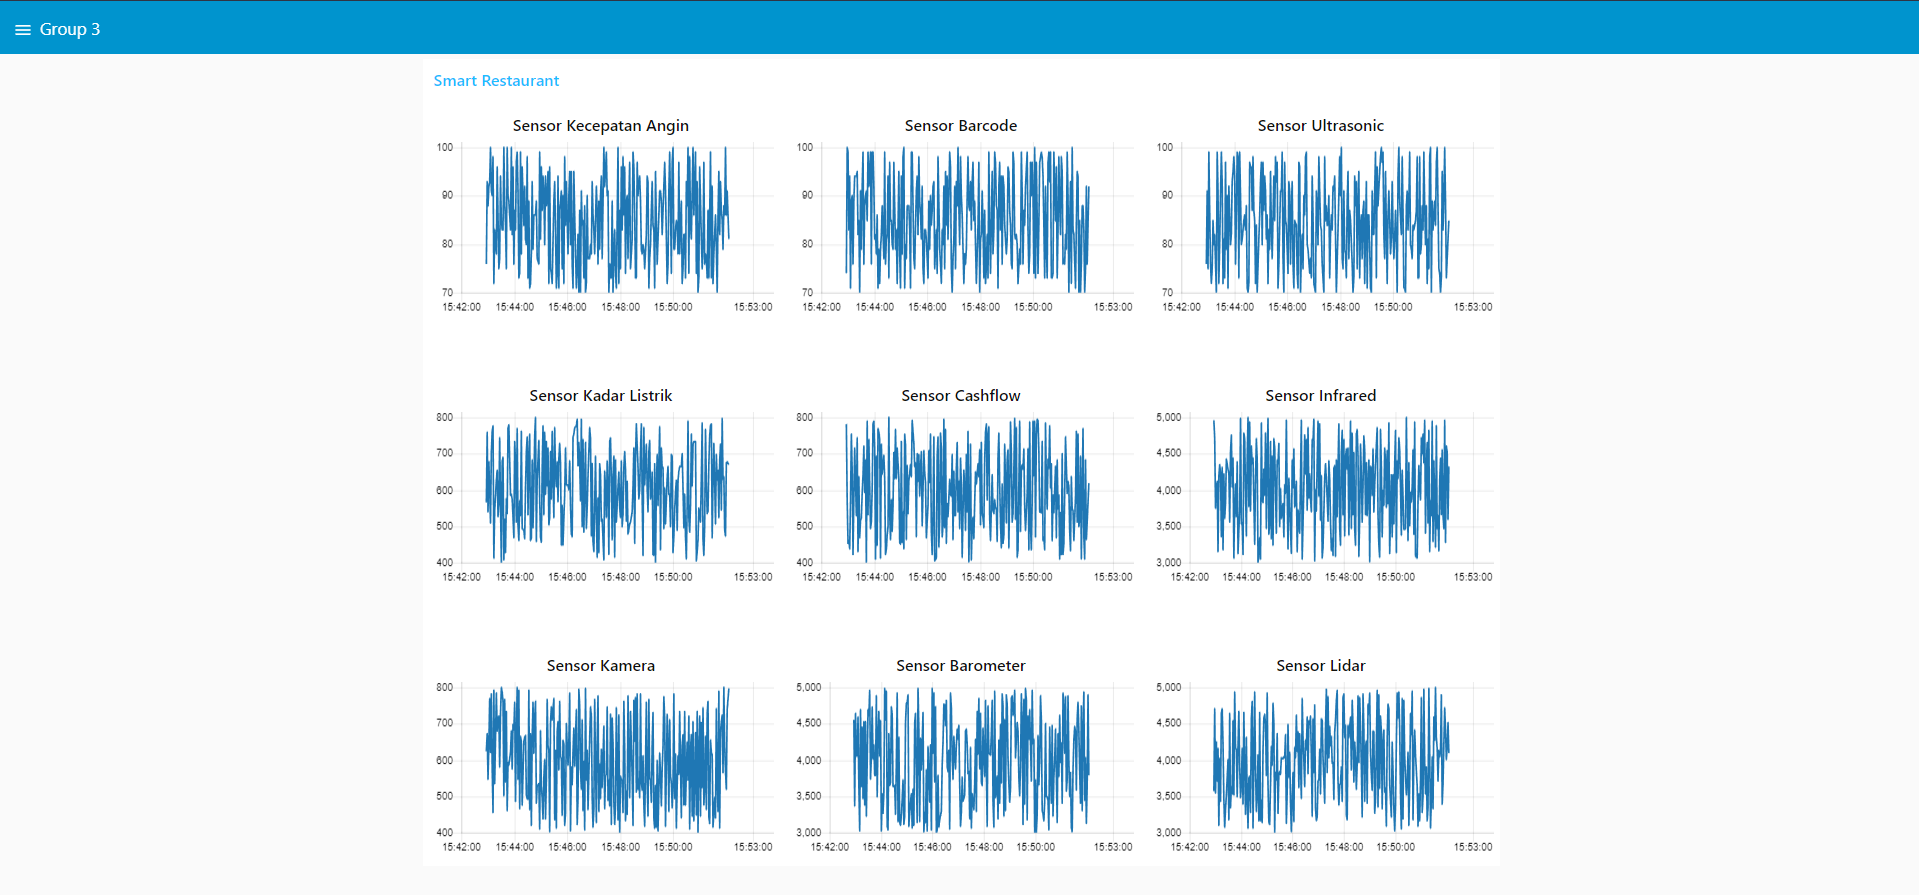 Group 3
Smart Restaurant
Sensor Kecepatan Angin
100
90
80
70
15:42:00 15:44:00 15:46:00 15:48:00 15:50:00 15:53:00
Sensor Barcode
100
90
80
70
15:42:00 15:44:00 15:46:00 15:48:00 15:50:00 15:53:00
Sensor Ultrasonic
100
90
80
70
15:42:00 15:44:00 15:46:00 15:48:00 15:50:00 15:53:00
Sensor Kadar Listrik
800
700
600
500
400
15:42:00 15:44:00 15:46:00 15:48:00 15:50:00 15:53:00
Sensor Cashflow
800
700
600
500
400
15:42:00 15:44:00 15:46:00 15:48:00 15:50:00 15:53:00
Sensor Infrared
5,000
4,500
4,000
3,500
3,000
15:42:00 15:44:00 15:46:00 15:48:00 15:50:00 15:53:00
Sensor Kamera
800
700
600
500
400
15:42:00 15:44:00 15:46:00 15:48:00 15:50:00 15:53:00
Sensor Barometer
5,000
4,500
4,000
3,500
3,000
15:42:00 15:44:00 15:46:00 15:48:00 15:50:00 15:53:00
Sensor Lidar
5,000
4,500
4,000
3,500
3,000
15:42:00 15:44:00 15:46:00 15:48:00 15:50:00 15:53:00